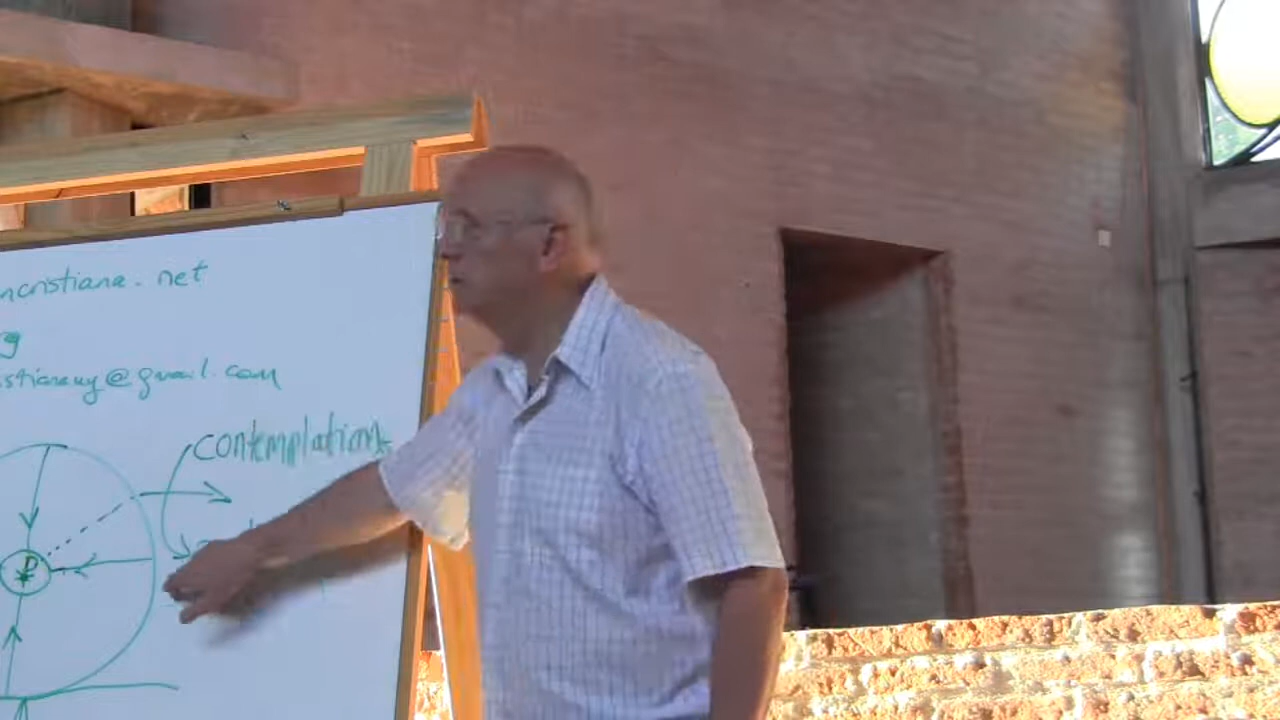 ncristiana.net
g
stianauy@gmail.com
contemplation
P